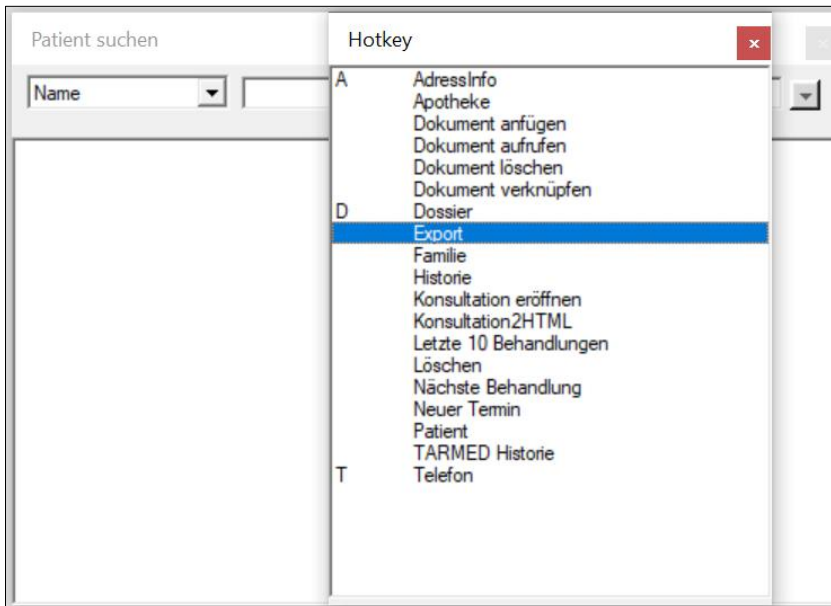 Patient suchen
Hotkey
Name
A AdressInfo
Apotheke
Dokument anfügen
Dokument aufrufen
Dokument löschen
Dokument verknüpfen
D Dossier
Export
Familie
Historie
Konsultation eröffnen
Konsultation2HTML
Letzte 10 Behandlungen
Löschen
Nächste Behandlung
Neuer Termin
Patient
TARMED Historie
T Telefon